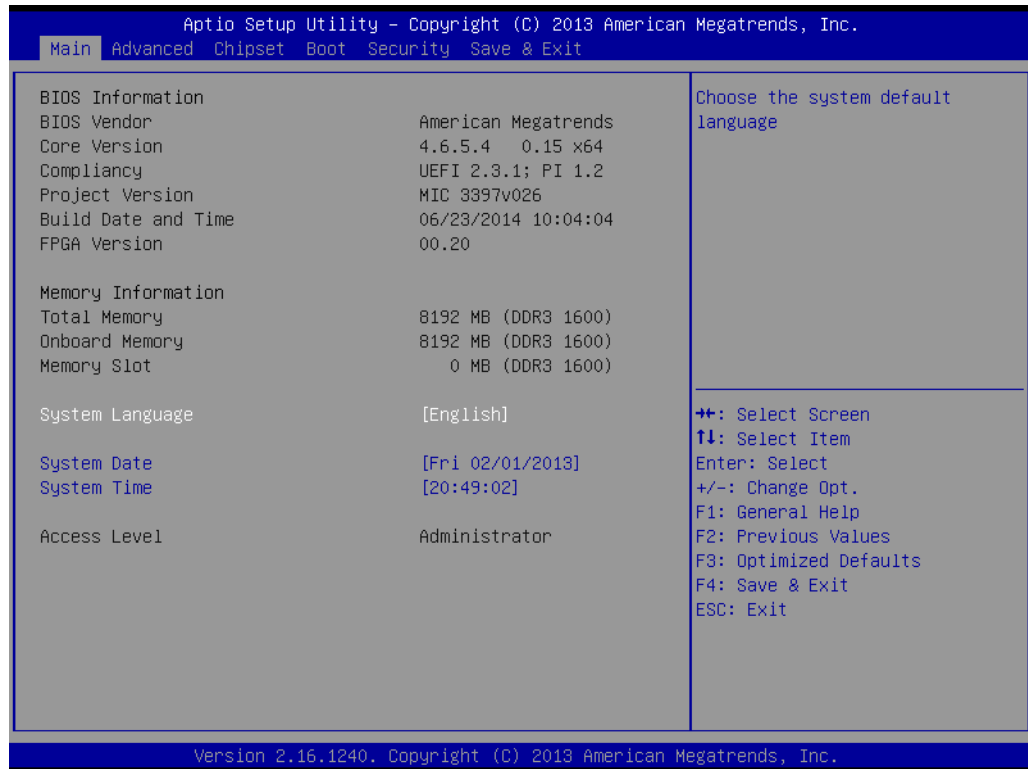 Aptio Setup Utility – Copyright (C) 2013 American Megatrends, Inc.
Main Advanced Chipset Boot Security Save & Exit
BIOS Information
BIOS Vendor American Megatrends
Core Version 4.6.5.4 0.15 x64
Compliancy UEFI 2.3.1; PI 1.2
Project Version MIC 3397v026
Build Date and Time 06/23/2014 10:04:04
FPGA Version 00.20
Memory Information
Total Memory 8192 MB (DDR3 1600)
Onboard Memory 8192 MB (DDR3 1600)
Memory Slot 0 MB (DDR3 1600)
System Language [English]
System Date [Fri 02/01/2013]
System Time [20:49:02]
Access Level Administrator
Choose the system default
language
→←: Select Screen
↑↓: Select Item
Enter: Select
+/-: Change Opt.
F1: General Help
F2: Previous Values
F3: Optimized Defaults
F4: Save & Exit
ESC: Exit
Version 2.16.1240. Copyright (C) 2013 American Megatrends, Inc.